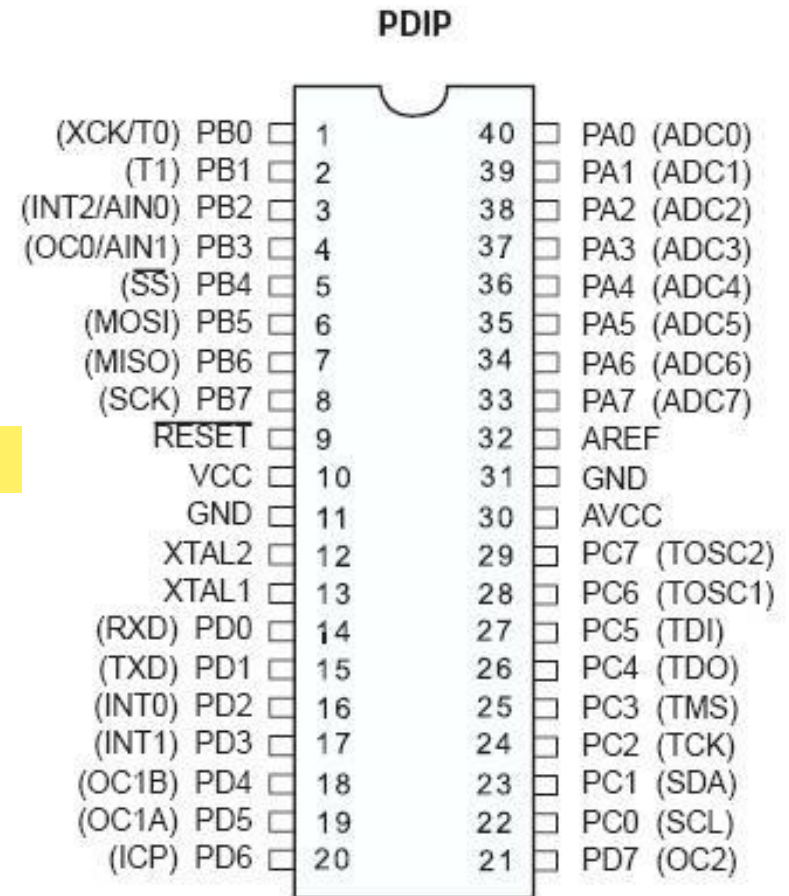 PDIP
(XCK/T0) PB0 1 40 PA0 (ADC0)
(T1) PB1 2 39 PA1 (ADC1)
(INT2/AIN0) PB2 3 38 PA2 (ADC2)
(OC0/AIN1) PB3 4 37 PA3 (ADC3)
(S̅S̅) PB4 5 36 PA4 (ADC4)
(MOSI) PB5 6 35 PA5 (ADC5)
(MISO) PB6 7 34 PA6 (ADC6)
(SCK) PB7 8 33 PA7 (ADC7)
R̅E̅S̅E̅T̅ 9 32 AREF
VCC 10 31 GND
GND 11 30 AVCC
XTAL2 12 29 PC7 (TOSC2)
XTAL1 13 28 PC6 (TOSC1)
(RXD) PD0 14 27 PC5 (TDI)
(TXD) PD1 15 26 PC4 (TDO)
(INT0) PD2 16 25 PC3 (TMS)
(INT1) PD3 17 24 PC2 (TCK)
(OC1B) PD4 18 23 PC1 (SDA)
(OC1A) PD5 19 22 PC0 (SCL)
(ICP) PD6 20 21 PD7 (OC2)